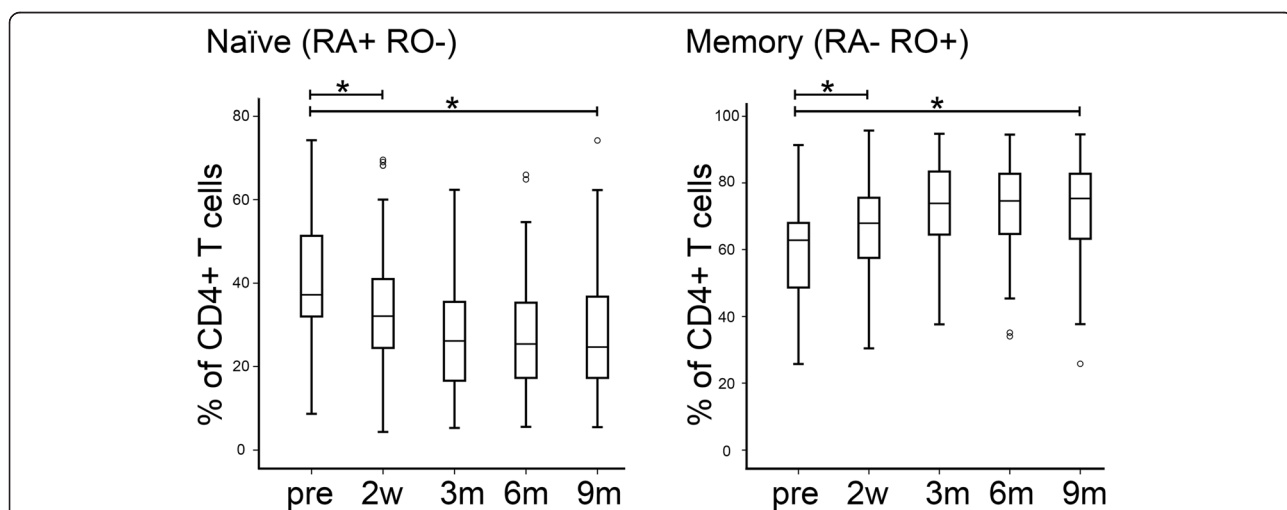 Naïve (RA+ RO-)
* *
% of CD4+ T cells
80
60
40
20
0
pre 2w 3m 6m 9m
Memory (RA- RO+)
* *
% of CD4+ T cells
100
80
60
40
20
0
pre 2w 3m 6m 9m